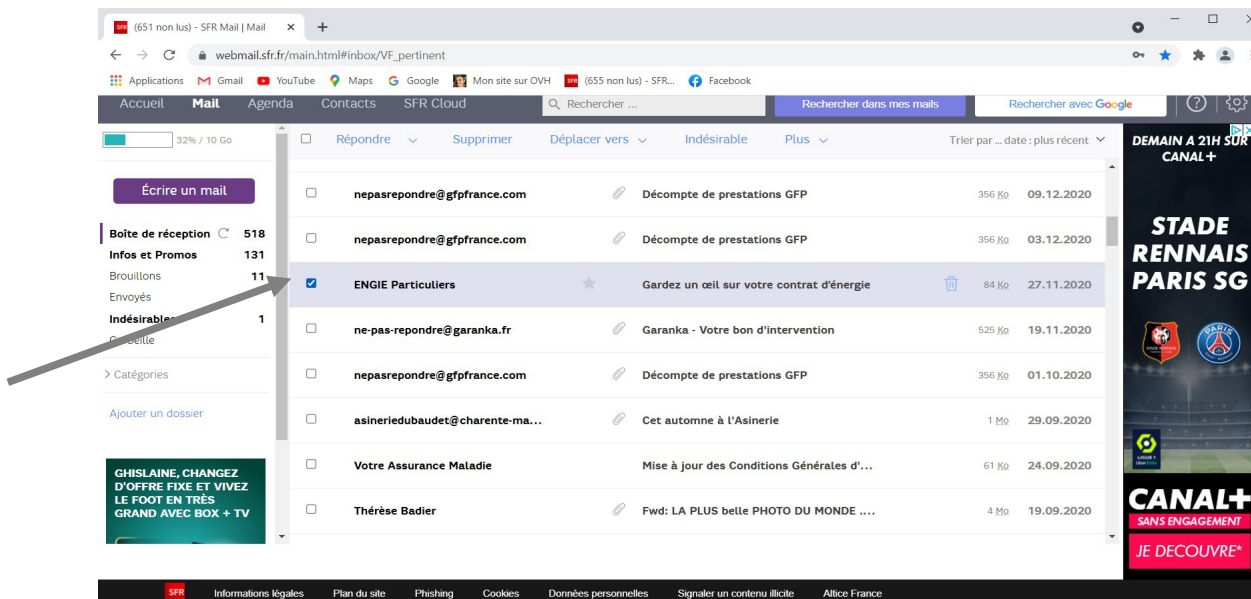 SFR (651 non lus) - SFR Mail | Mail
webmail.sfr.fr/main.html#inbox/VF_pertinent
Applications Gmail YouTube Maps Google Mon site sur OVH SFR (655 non lus) - SFR... Facebook
Accueil Mail Agenda Contacts SFR Cloud Rechercher ... Rechercher dans mes mails Rechercher avec Google
32% / 10 Go Répondre Supprimer Déplacer vers Indésirable Plus Trier par ... date : plus récent
Écrire un mail
Boîte de réception 518
Infos et Promos 131
Brouillons 11
Envoyés
Indésirables 1
> Catégories
Ajouter un dossier
GHISLAINE, CHANGEZ
D'OFFRE FIXE ET VIVEZ
LE FOOT EN TRÈS
GRAND AVEC BOX + TV
nepasrepondre@gfpfrance.com Décompte de prestations GFP 356 Ko 09.12.2020
nepasrepondre@gfpfrance.com Décompte de prestations GFP 356 Ko 03.12.2020
ENGIE Particuliers Gardez un œil sur votre contrat d'énergie 84 Ko 27.11.2020
ne-pas-repondre@garanka.fr Garanka - Votre bon d'intervention 525 Ko 19.11.2020
nepasrepondre@gfpfrance.com Décompte de prestations GFP 356 Ko 01.10.2020
asineriedubaudet@charente-ma... Cet automne à l'Asinerie 1 Mo 29.09.2020
Votre Assurance Maladie Mise à jour des Conditions Générales d'... 61 Ko 24.09.2020
Thérèse Badier Fwd: LA PLUS belle PHOTO DU MONDE .... 4 Mo 19.09.2020
DEMAIN A 21H SUR
CANAL+
STADE
RENNAIS
PARIS SG
PARIS
LIGUE 1
Uber Eats
CANAL+
SANS ENGAGEMENT
JE DECOUVRE*
SFR Informations légales Plan du site Phishing Cookies Données personnelles Signaler un contenu illicite Altice France